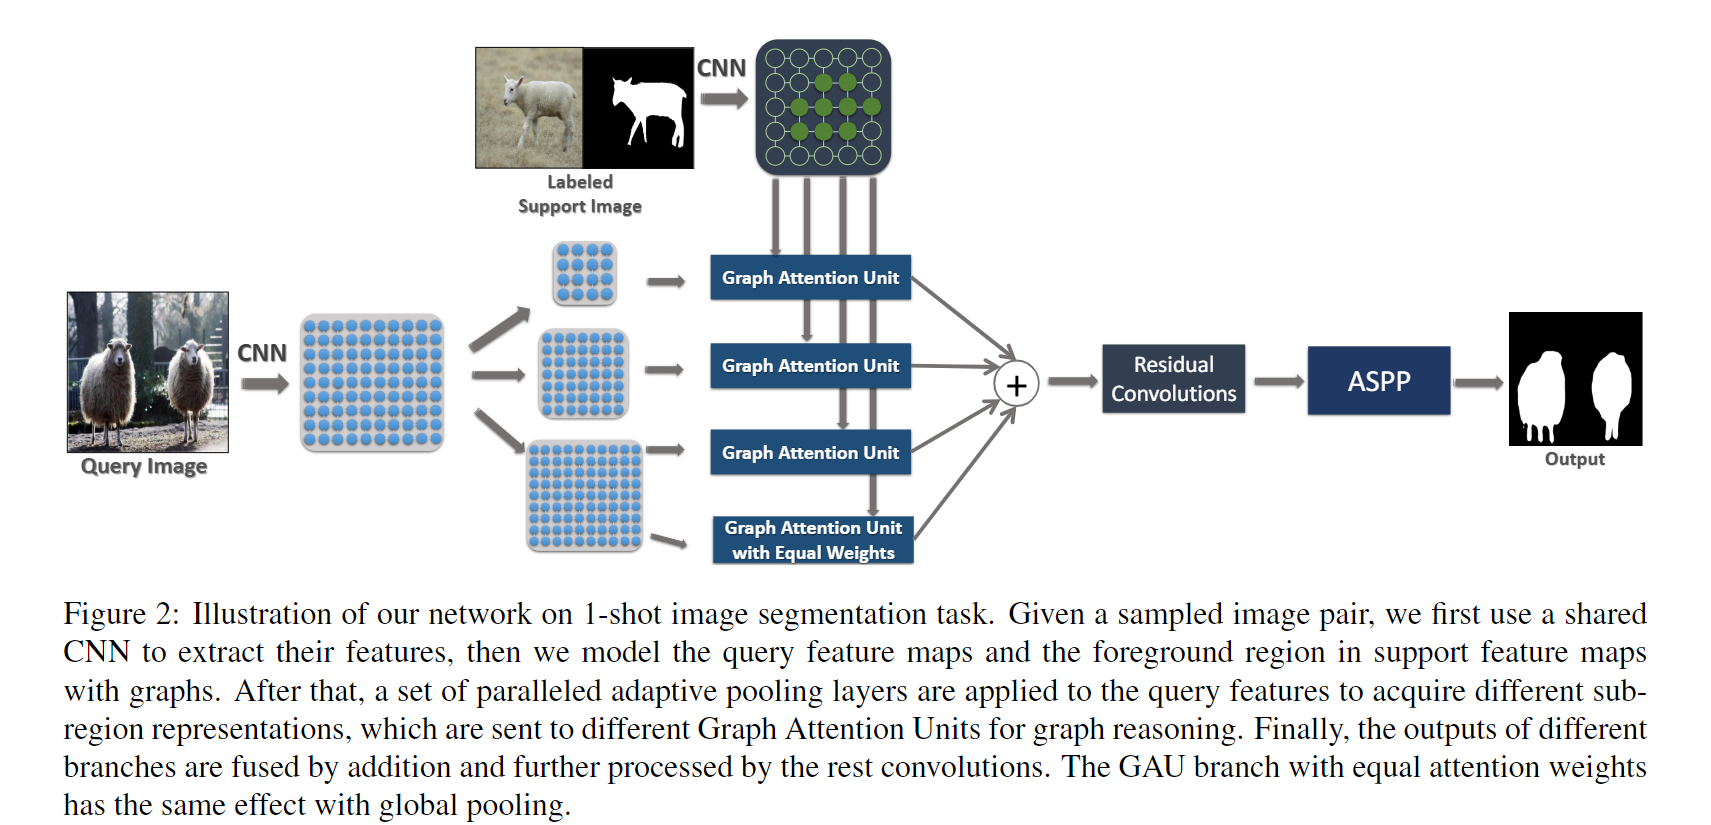 CNN
Labeled
Support Image
Graph Attention Unit
CNN
Graph Attention Unit
Query Image
Graph Attention Unit
Graph Attention Unit
with Equal Weights
+
Residual
Convolutions
ASPP
Output
Figure 2: Illustration of our network on 1-shot image segmentation task. Given a sampled image pair, we first use a shared
CNN to extract their features, then we model the query feature maps and the foreground region in support feature maps
with graphs. After that, a set of paralleled adaptive pooling layers are applied to the query features to acquire different sub-
region representations, which are sent to different Graph Attention Units for graph reasoning. Finally, the outputs of different
branches are fused by addition and further processed by the rest convolutions. The GAU branch with equal attention weights
has the same effect with global pooling.